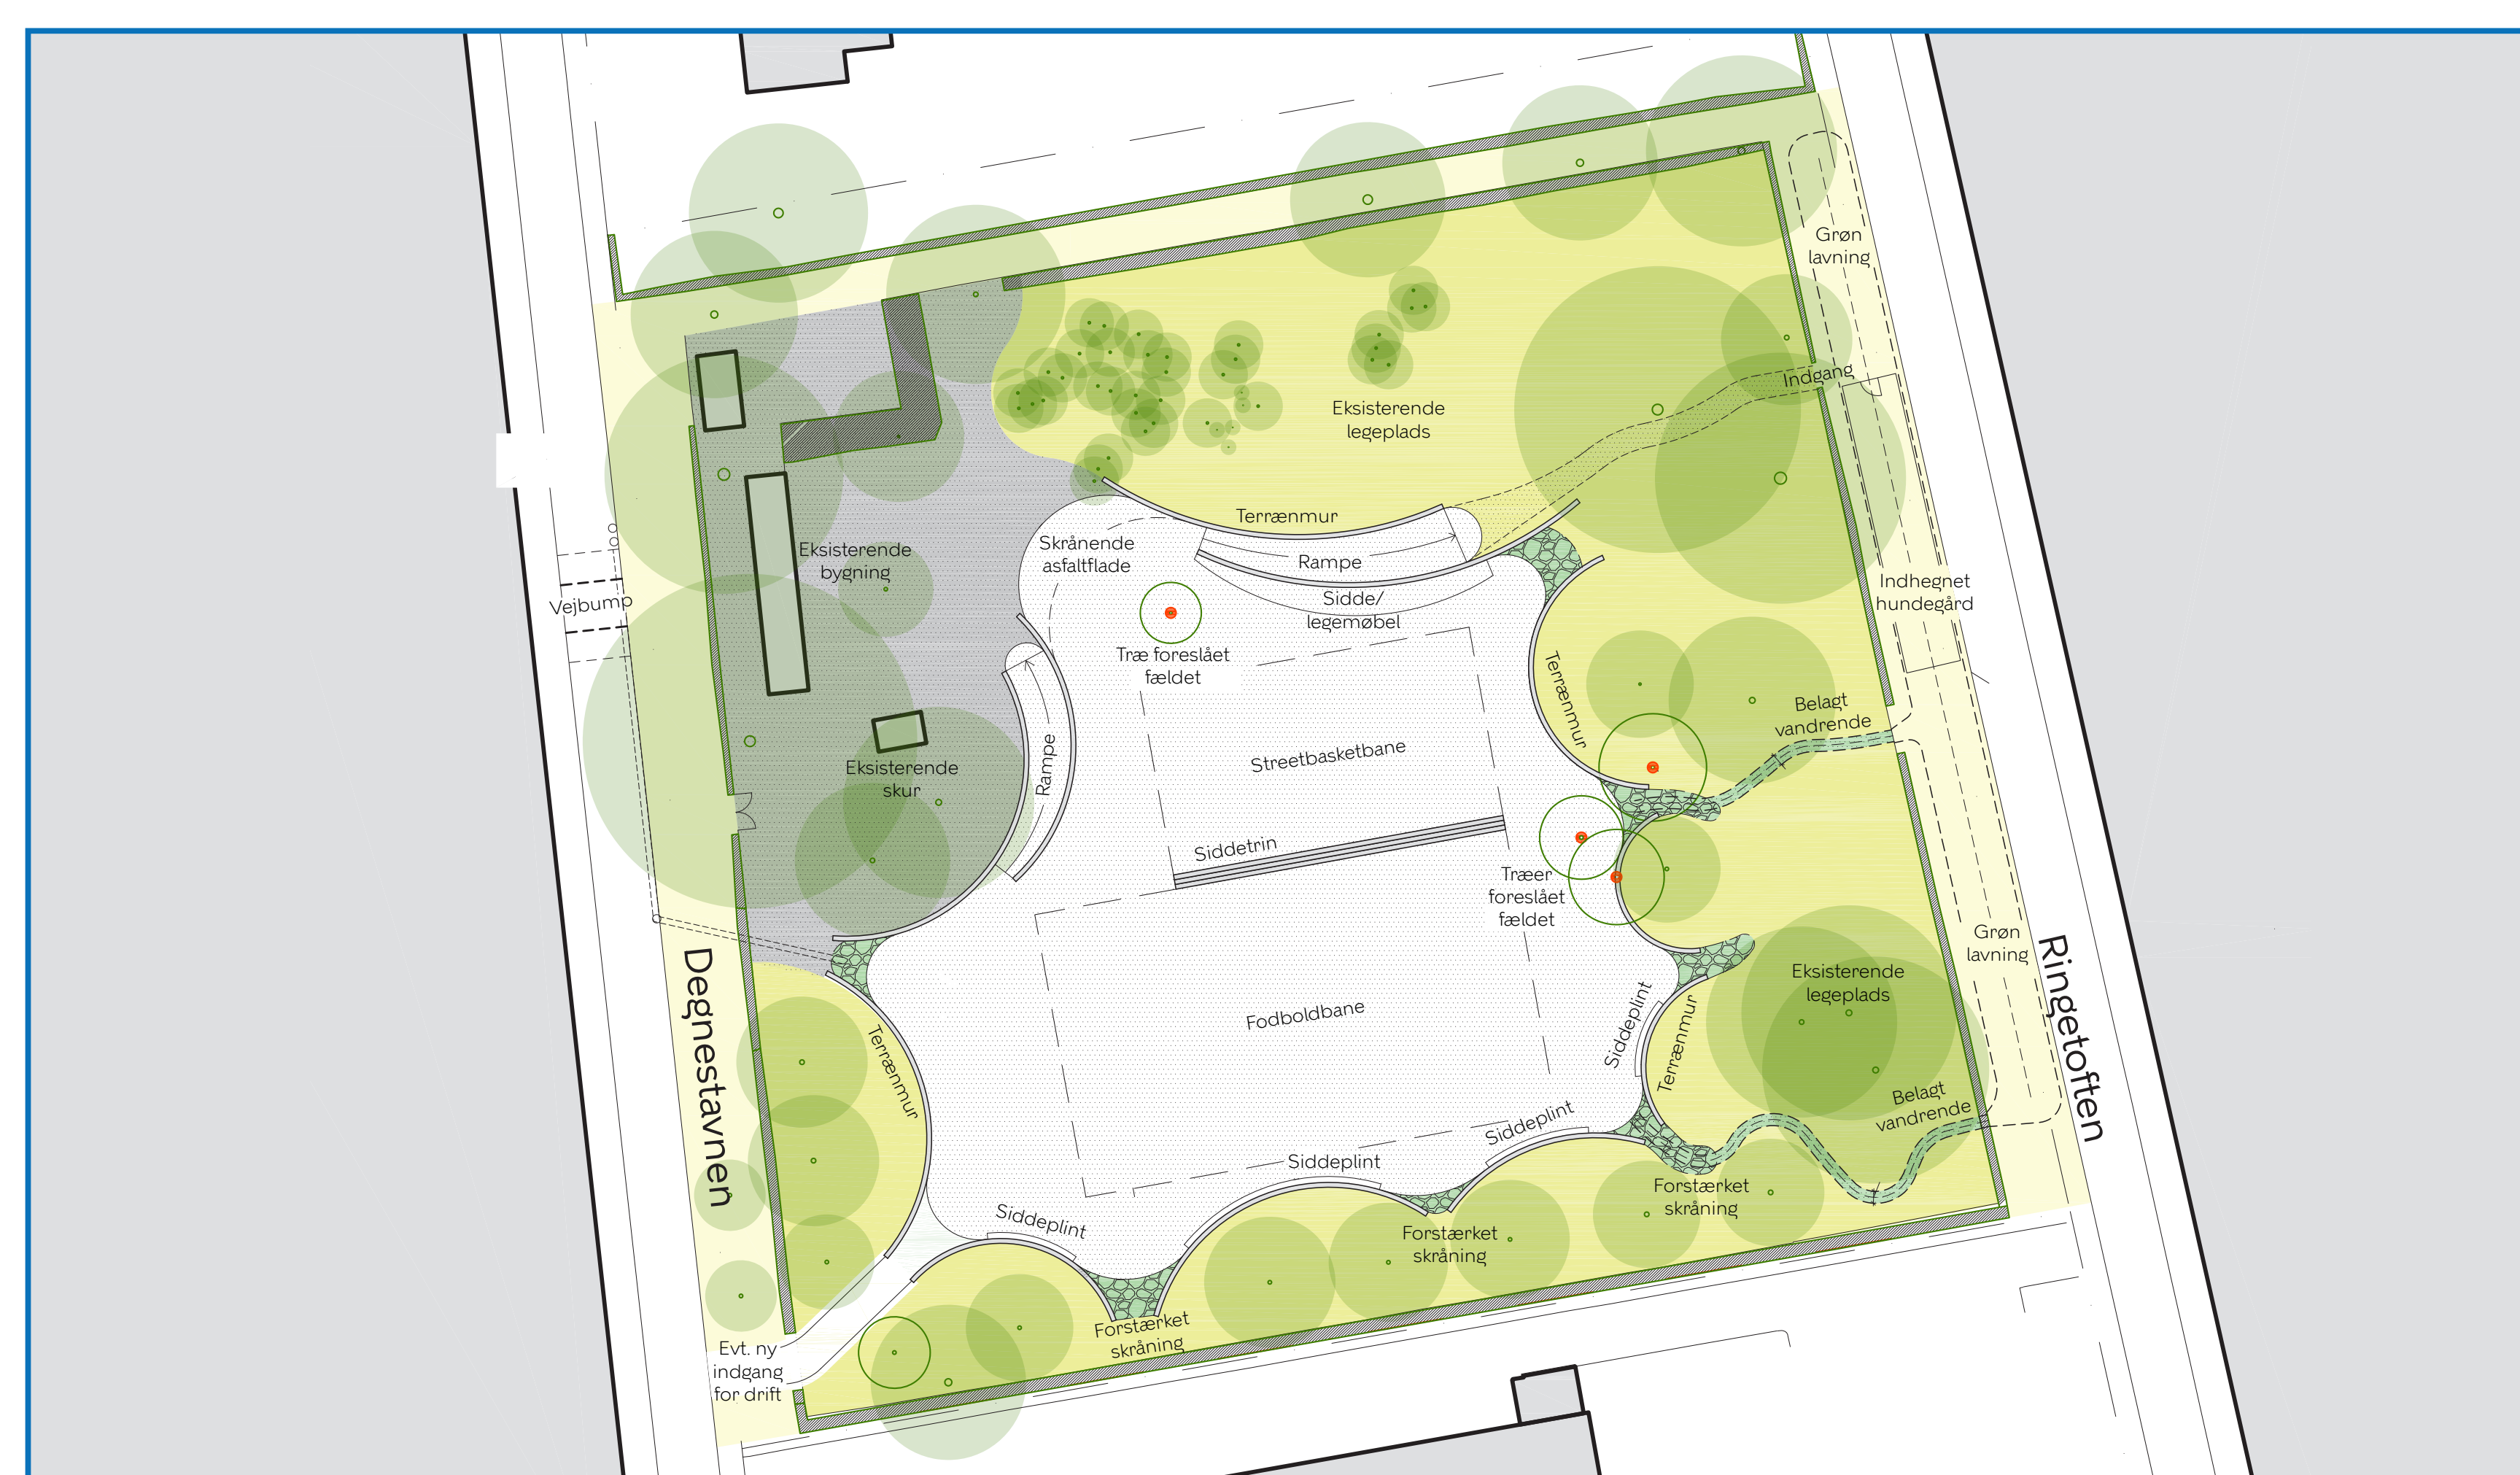 Grøn
lavning
Indgang
Eksisterende
legeplads
Terrænmur
Skrånende
asfaltflade
Rampe
Eksisterende
bygning
Sidde/
legemøbel
Indhegnet
hundegård
Vejbump
Træ foreslået
fældet
Terrænmur
Belagt
vandrende
Streetbasketbane
Rampe
Eksisterende
skur
Siddetrin
Træer
foreslået
fældet
Grøn
lavning
Eksisterende
legeplads
Ringetoften
Degnestavnen
Fodboldbane
Siddeplint
Terrænmur
Terrænmur
Belagt
vandrende
Siddeplint
Siddeplint
Forstærket
skråning
Siddeplint
Forstærket
skråning
Forstærket
skråning
Evt. ny
indgang
for drift